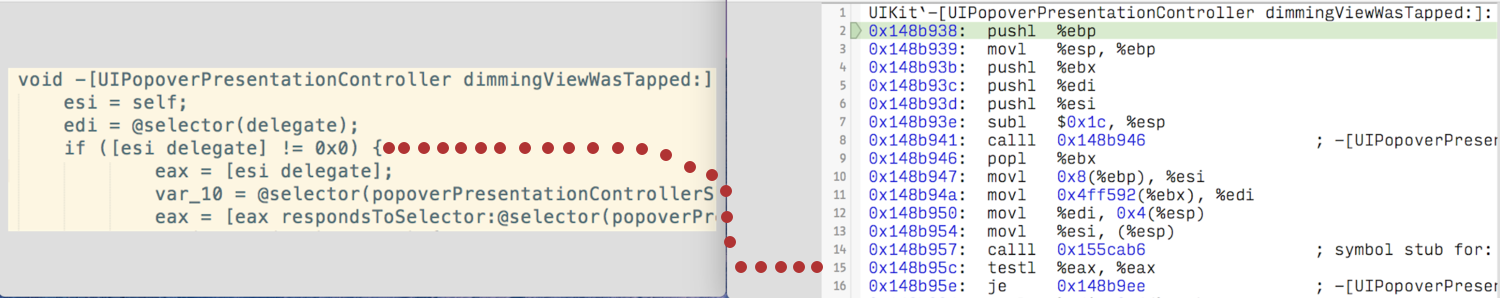 void -[UIPopoverPresentationController dimmingViewWasTapped:]
esi = self;
edi = @selector(delegate);
if ([esi delegate] != 0x0) {
eax = [esi delegate];
var_10 = @selector(popoverPresentationControllerS
eax = [eax respondsToSelector:@selector(popoverPr
1 UIKit`-[UIPopoverPresentationController dimmingViewWasTapped:]:
2 0x148b938: pushl %ebp
3 0x148b939: movl %esp, %ebp
4 0x148b93b: pushl %ebx
5 0x148b93c: pushl %edi
6 0x148b93d: pushl %esi
7 0x148b93e: subl $0x1c, %esp
8 0x148b941: calll 0x148b946 ; -[UIPopoverPresen
9 0x148b946: popl %ebx
10 0x148b947: movl 0x8(%ebp), %esi
11 0x148b94a: movl 0x4ff592(%ebx), %edi
12 0x148b950: movl %edi, 0x4(%esp)
13 0x148b954: movl %esi, (%esp)
14 0x148b957: calll 0x155cab6 ; symbol stub for:
15 0x148b95c: testl %eax, %eax
16 0x148b95e: je 0x148b9ee ; -[UIPopoverPresen